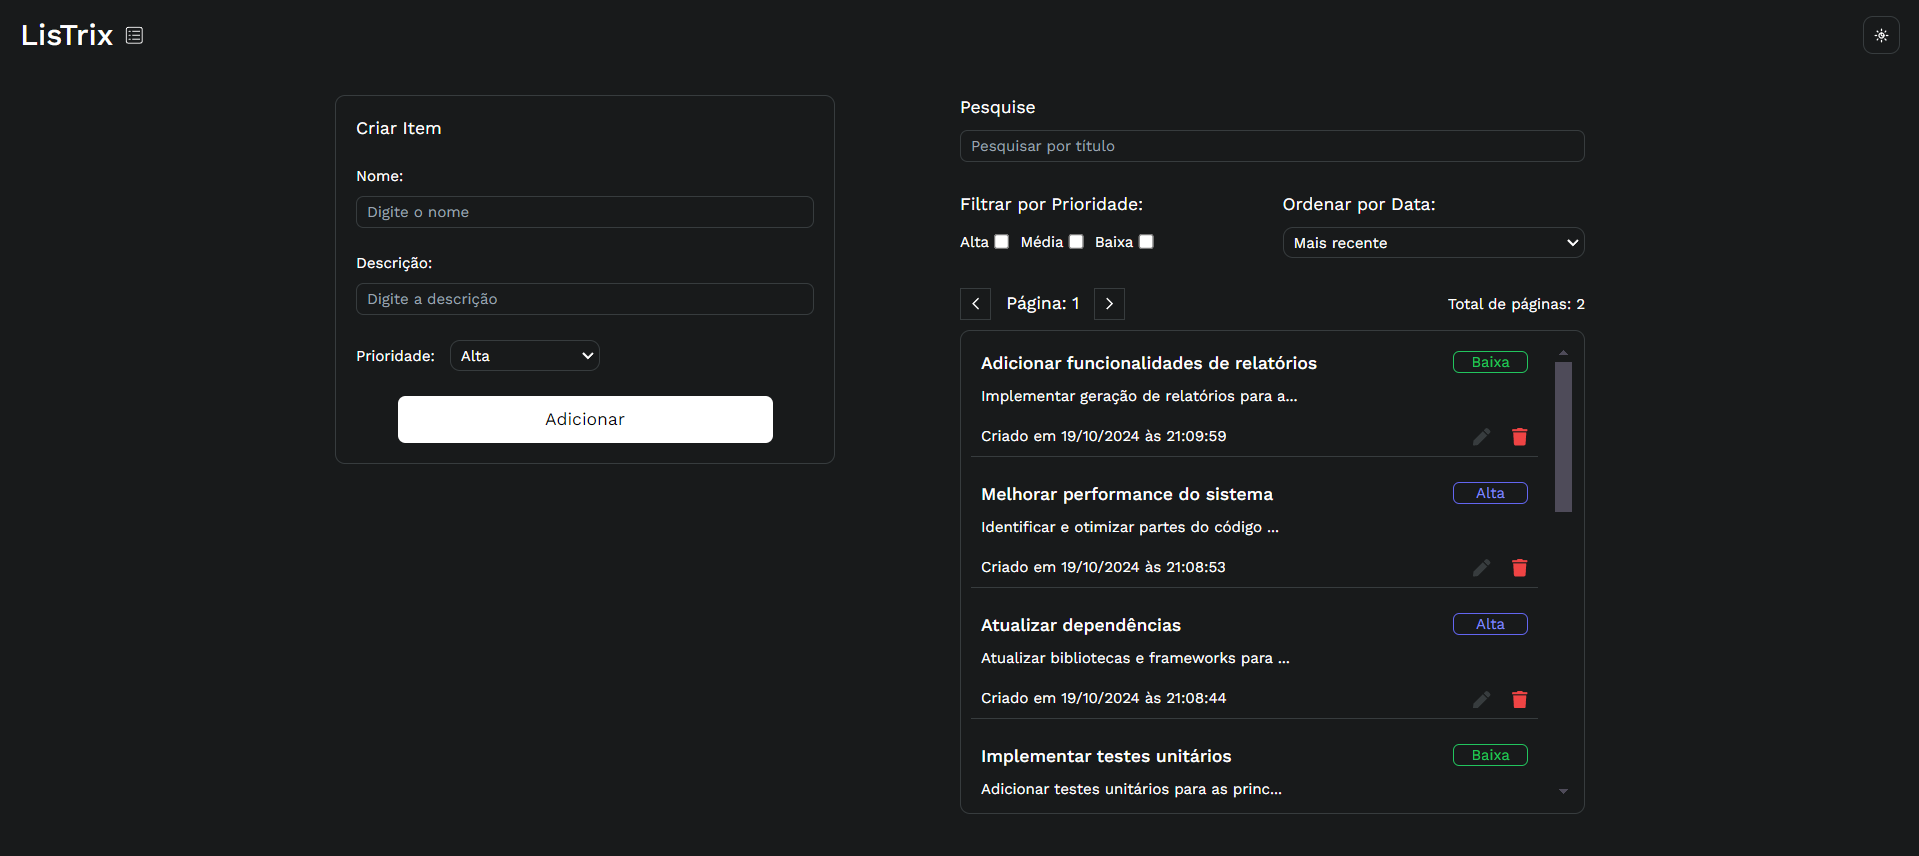 LisTrix
Criar Item
Nome:
Digite o nome
Descrição:
Digite a descrição
Prioridade: Alta
Adicionar
Pesquise
Pesquisar por título
Filtrar por Prioridade:
Alta Média Baixa
Ordenar por Data:
Mais recente
Página: 1
Total de páginas: 2
Adicionar funcionalidades de relatórios Baixa
Implementar geração de relatórios para a...
Criado em 19/10/2024 às 21:09:59
Melhorar performance do sistema Alta
Identificar e otimizar partes do código ...
Criado em 19/10/2024 às 21:08:53
Atualizar dependências Alta
Atualizar bibliotecas e frameworks para ...
Criado em 19/10/2024 às 21:08:44
Implementar testes unitários Baixa
Adicionar testes unitários para as princ...